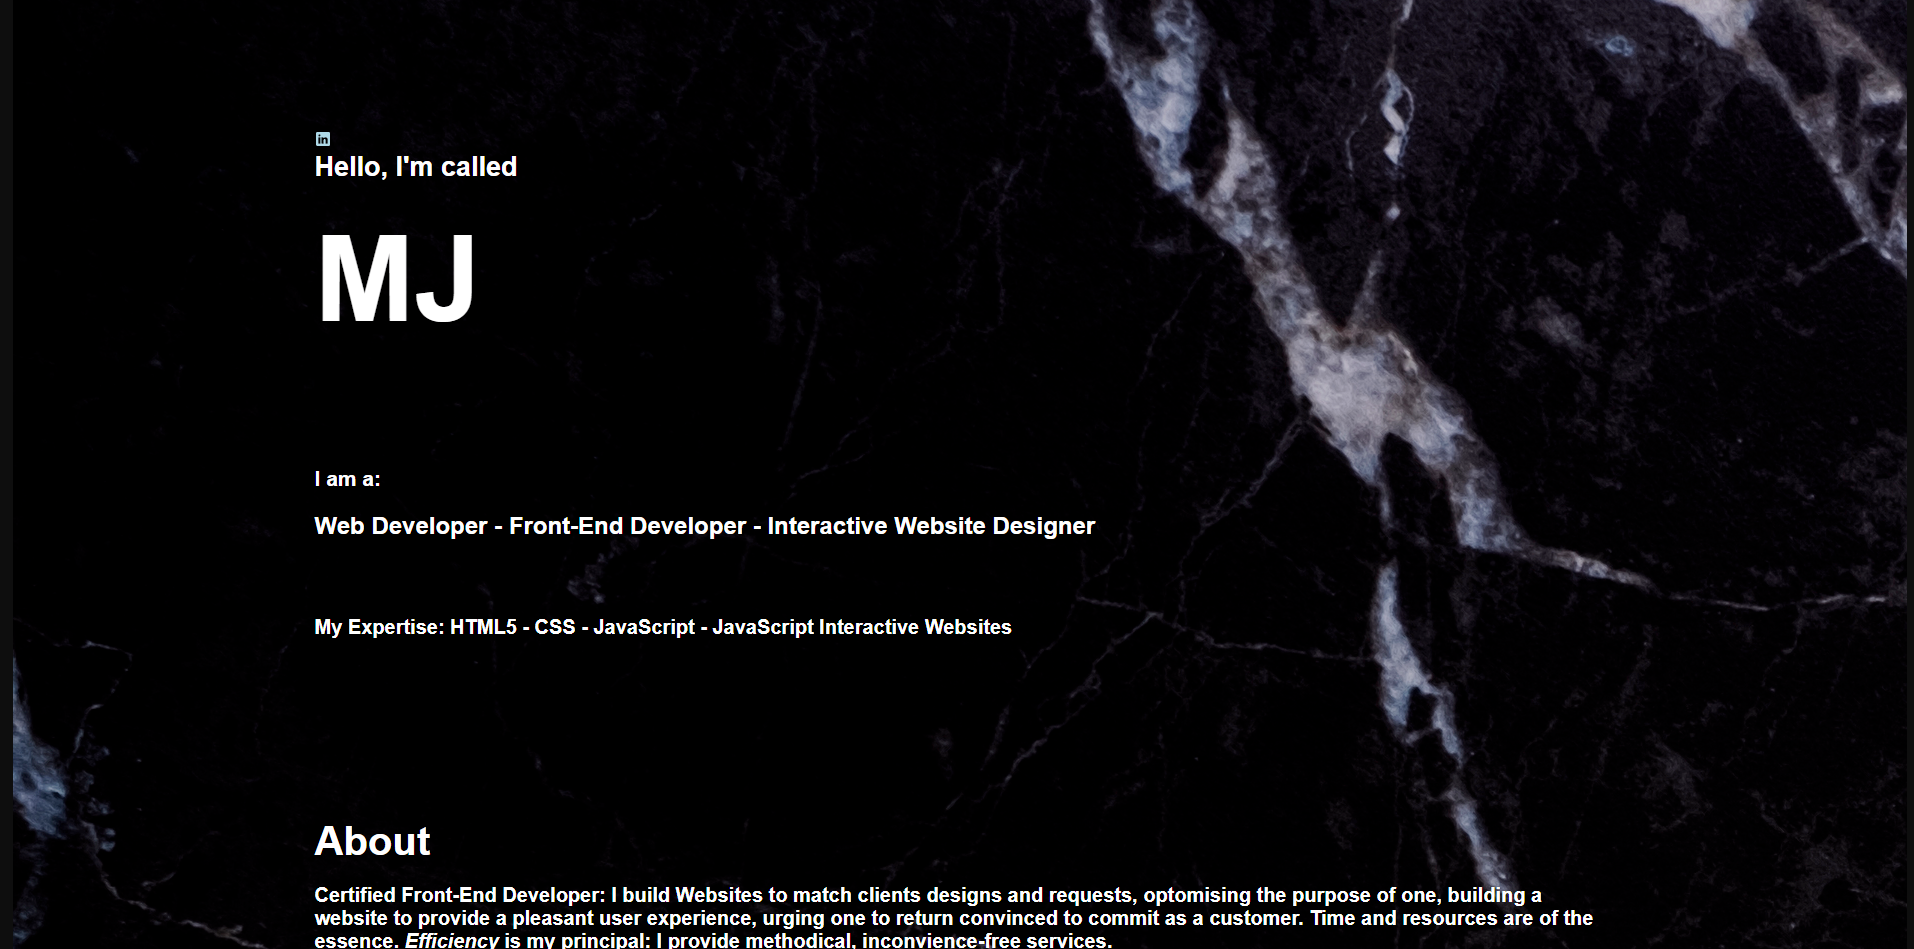 in
Hello, I'm called
MJ
I am a:
Web Developer - Front-End Developer - Interactive Website Designer
My Expertise: HTML5 - CSS - JavaScript - JavaScript Interactive Websites
About
Certified Front-End Developer: I build Websites to match clients designs and requests, optomising the purpose of one, building a
website to provide a pleasant user experience, urging one to return convinced to commit as a customer. Time and resources are of the
essence. Efficiency is my principal: I provide methodical, inconvience-free services.